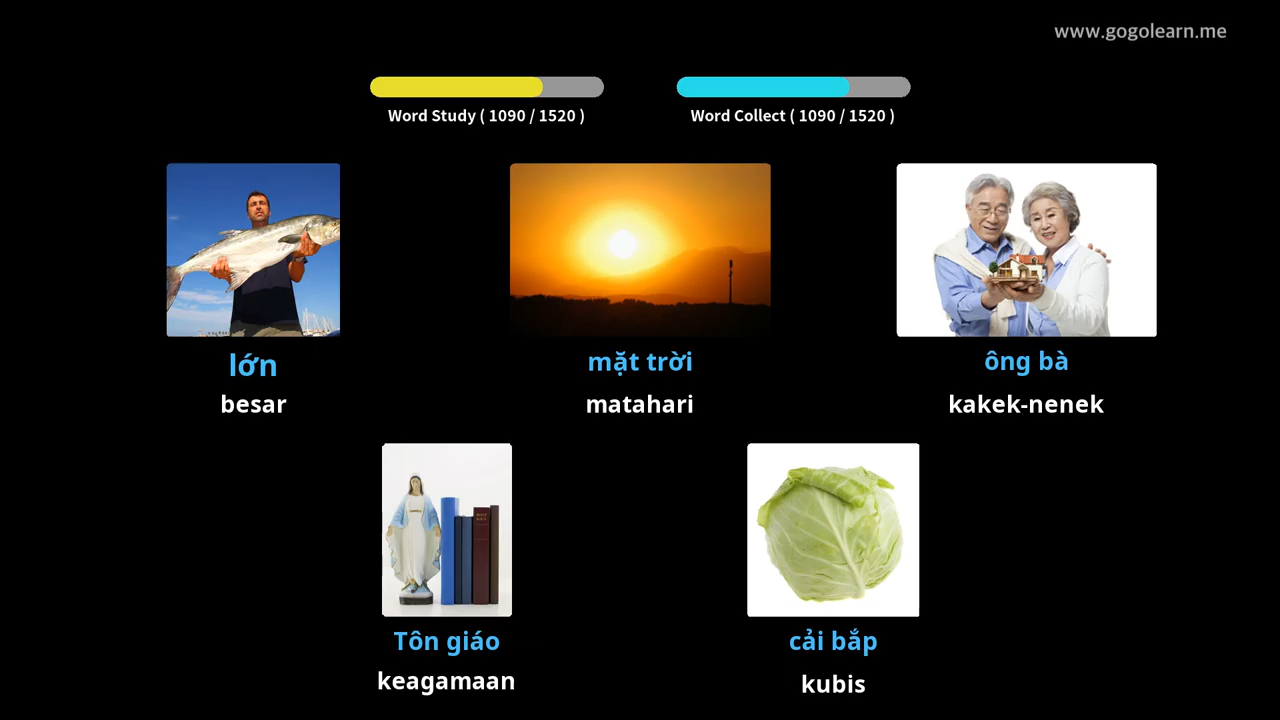 www.gogolearn.me
Word Study ( 1090 / 1520 )
Word Collect ( 1090 / 1520 )
lớn
mặt trời
ông bà
besar
matahari
kakek-nenek
Tôn giáo
cải bắp
keagamaan
kubis